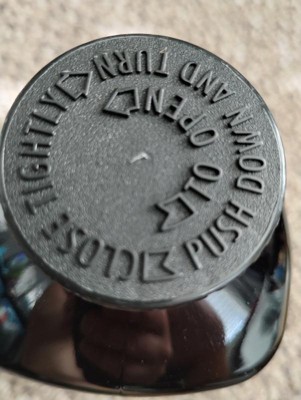 CLOSE TIGHTLY
PUSH DOWN AND TURN
TO OPEN